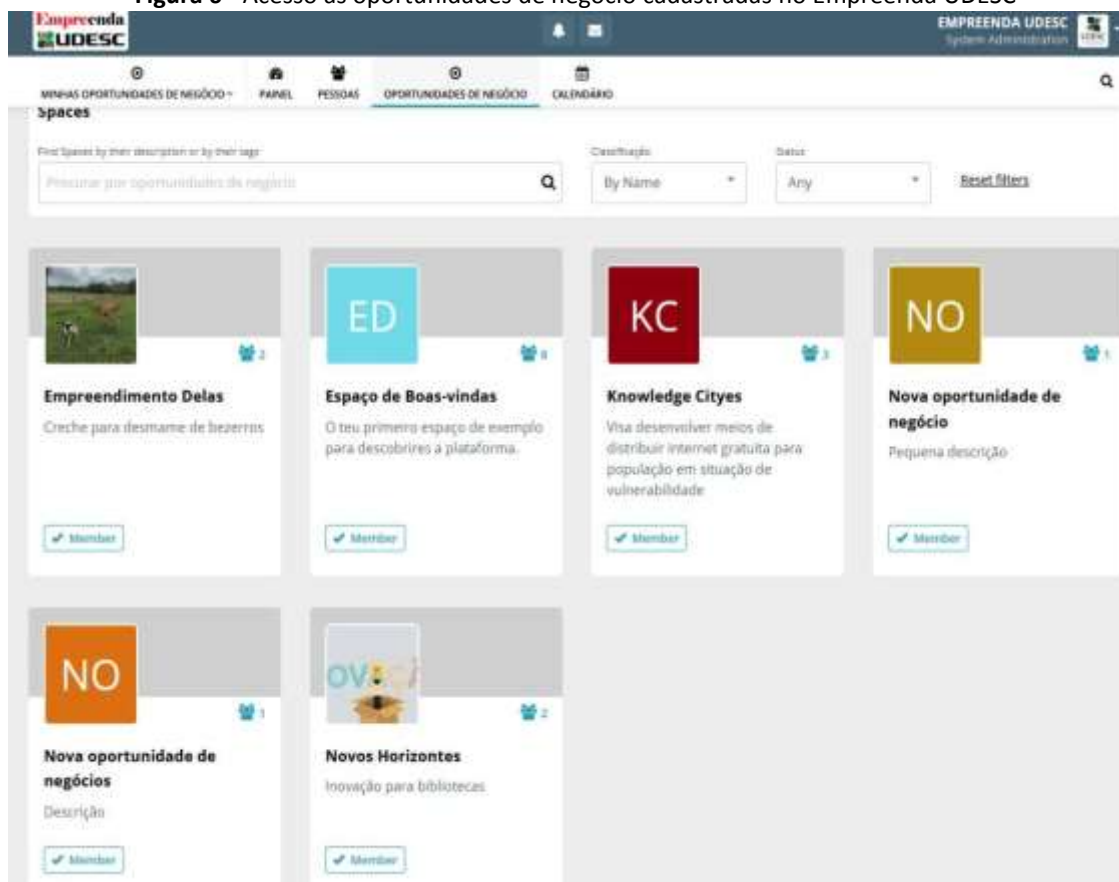 Acesso às oportunidades de negócio cadastradas no Empreenda UDESC
Empreenda
UDESC
EMPREENDA UDESC
System Administration
MINHAS OPORTUNIDADES DE NEGÓCIO
PAINEL
PESSOAS
OPORTUNIDADES DE NEGÓCIO
CALENDÁRIO
Spaces
Find Spaces by their description or by their tags
Classificação
Status
Procurar por oportunidades de negócio
By Name
Any
Reset filters
ED
KC
NO
2
8
3
1
Empreendimento Delas
Creche para desmame de bezerros
Member
Espaço de Boas-vindas
O teu primeiro espaço de exemplo
para descobrires a plataforma.
Member
Knowledge Cityes
Visa desenvolver meios de
distribuir internet gratuita para
população em situação de
vulnerabilidade
Member
Nova oportunidade de
negócio
Pequena descrição
Member
NO
1
Nova oportunidade de
negócios
Descrição
Member
2
Novos Horizontes
Inovação para bibliotecas
Member